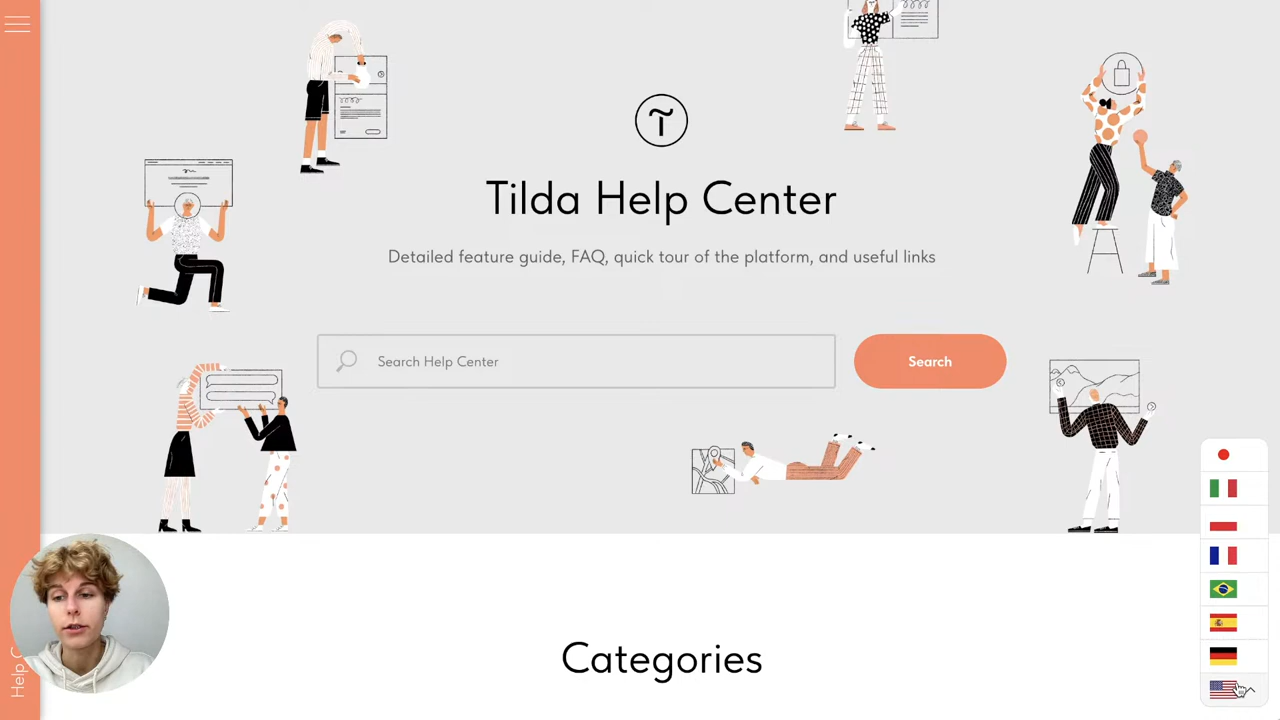 Tilda Help Center
Detailed feature guide, FAQ, quick tour of the platform, and useful links
Search Help Center
Search
Categories
Help C